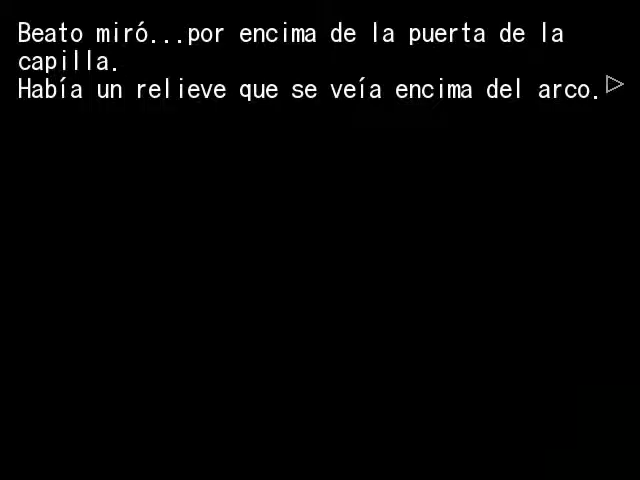 Beato miró...por encima de la puerta de la
capilla.
Había un relieve que se veía encima del arco.